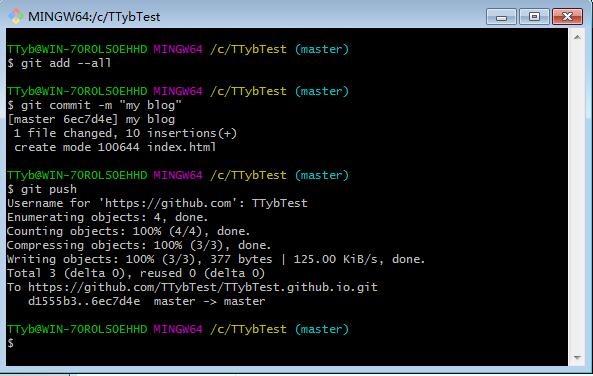 MINGW64:/c/TTybTest
TTyb@WIN-7OROLSOEHHD MINGW64 /c/TTybTest (master)
$ git add --all
TTyb@WIN-7OROLSOEHHD MINGW64 /c/TTybTest (master)
$ git commit -m "my blog"
[master 6ec7d4e] my blog
 1 file changed, 10 insertions(+)
 create mode 100644 index.html
TTyb@WIN-7OROLSOEHHD MINGW64 /c/TTybTest (master)
$ git push
Username for 'https://github.com': TTybTest
Enumerating objects: 4, done.
Counting objects: 100% (4/4), done.
Compressing objects: 100% (3/3), done.
Writing objects: 100% (3/3), 377 bytes | 125.00 KiB/s, done.
Total 3 (delta 0), reused 0 (delta 0)
To https://github.com/TTybTest/TTybTest.github.io.git
   d1555b3..6ec7d4e  master -> master
TTyb@WIN-7OROLSOEHHD MINGW64 /c/TTybTest (master)
$